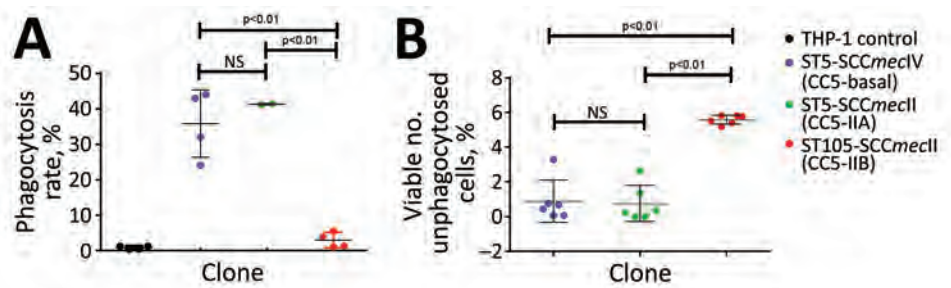 A
p<0.01
p<0.01
NS
50
40
30
20
10
0
Phagocytosis
rate, %
Clone
B
p<0.01
p<0.01
NS
8
6
4
2
0
–2
Viable no.
unphagocytosed
cells, %
Clone
THP-1 control
ST5-SCCmecIV
(CC5-basal)
ST5-SCCmecII
(CC5-IIA)
ST105-SCCmecII
(CC5-IIB)